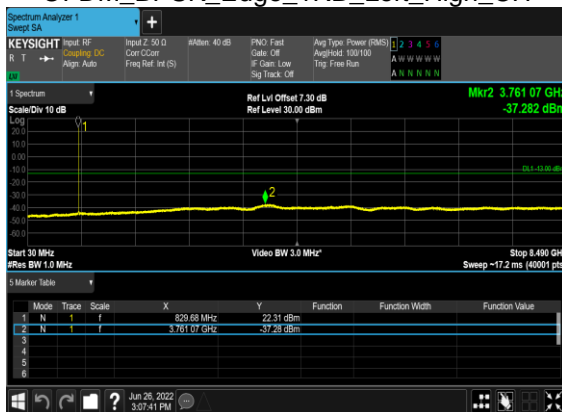 Spectrum Analyzer 1
Swept SA
KEYSIGHT
R T
Input: RF
Coupling: DC
Align: Auto
Input Z: 50 Ω
Corr CCorr
Freq Ref: Int (S)
#Atten: 40 dB
PNO: Fast
Gate: Off
IF Gain: Low
Sig Track: Off
Avg Type: Power (RMS)
Avg|Hold: 100/100
Trig: Free Run
1 2 3 4 5 6
A W W W W W
A N N N N N
1 Spectrum
Scale/Div 10 dB
Ref Lvl Offset 7.30 dB
Ref Level 30.00 dBm
Mkr2 3.761 07 GHz
-37.282 dBm
Log
20.0
10.0
0.00
-10.0
-20.0
-30.0
-40.0
-50.0
-60.0
1
2
DL1 -13.00 dBm
Start 30 MHz
#Res BW 1.0 MHz
Video BW 3.0 MHz*
Stop 8.490 GHz
Sweep ~17.2 ms (40001 pts)
5 Marker Table
Mode Trace Scale X Y Function Function Width Function Value
1 N 1 f 829.68 MHz 22.31 dBm
2 N 1 f 3.761 07 GHz -37.28 dBm
3
4
5
6
Jun 26, 2022
3:07:41 PM